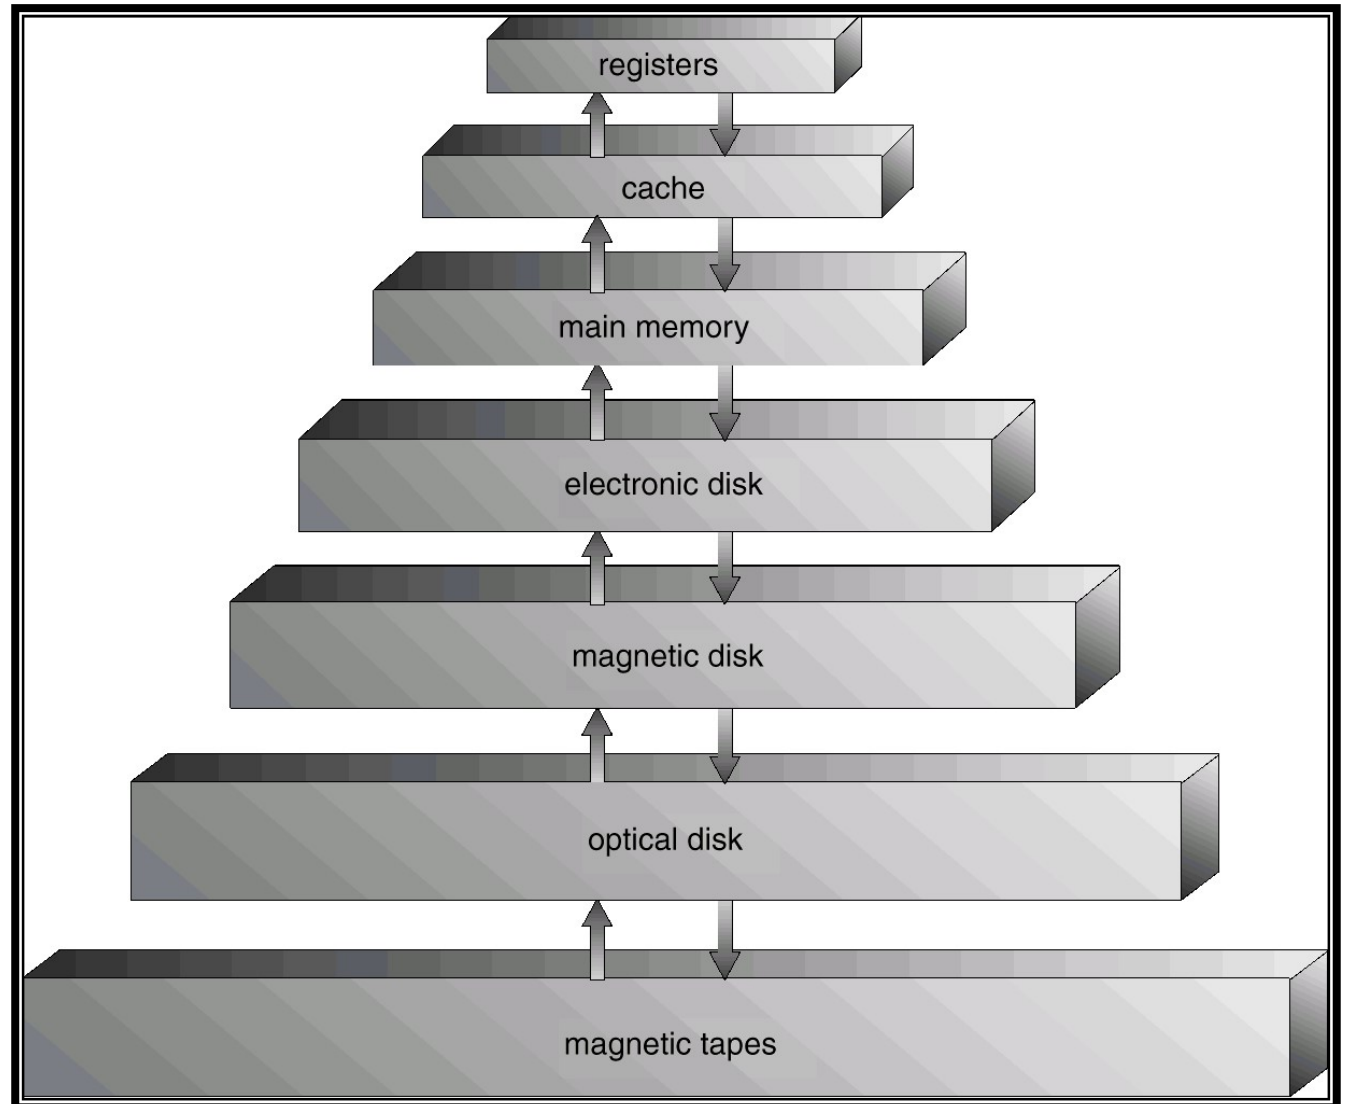 registers
cache
main memory
electronic disk
magnetic disk
optical disk
magnetic tapes